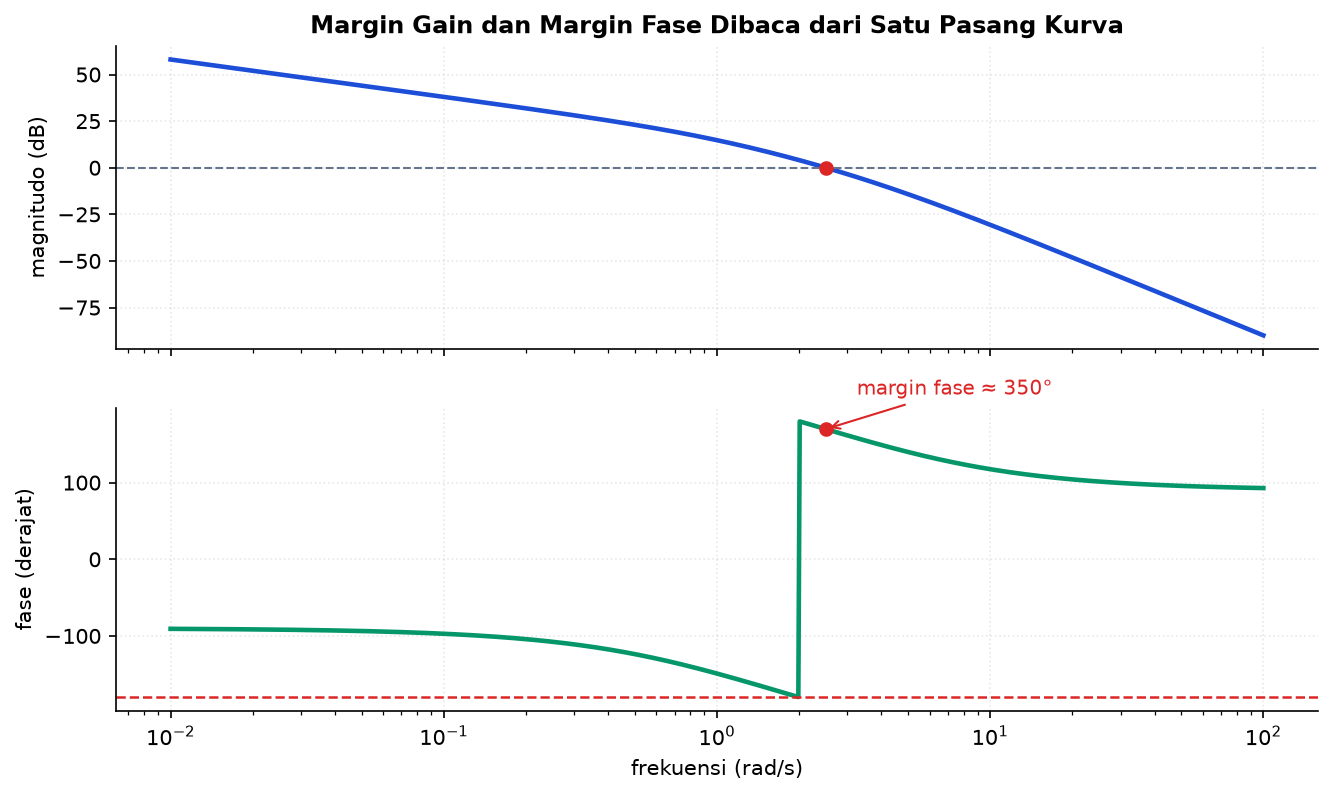 Margin Gain dan Margin Fase Dibaca dari Satu Pasang Kurva
magnitudo (dB)
50
25
0
−25
−50
−75
margin fase ≈ 350°
fase (derajat)
100
0
−100
10⁻² 10⁻¹ 10⁰ 10¹ 10²
frekuensi (rad/s)